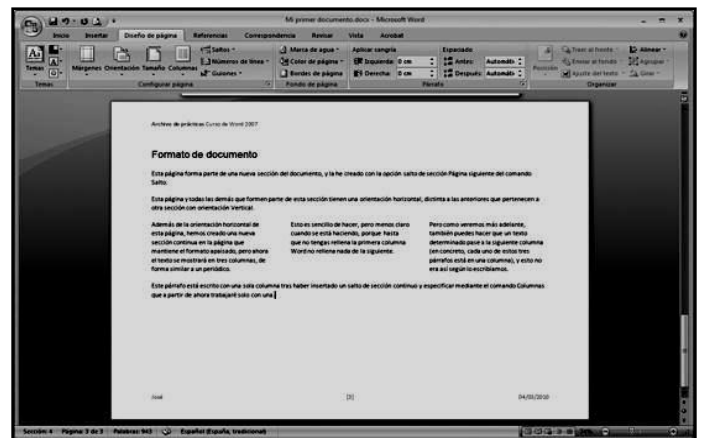 Mi primer documento.docx - Microsoft Word
Inicio Insertar Diseño de página Referencias Correspondencia Revisar Vista Acrobat
Saltos Marca de agua Aplicar sangría Espaciado Traer al frente Alinear
Aa Números de línea Color de página Izquierda: 0 cm Antes: Automáti Enviar al fondo Agrupar
Temas Márgenes Orientación Tamaño Columnas Guiones Bordes de página Derecha: 0 cm Después: Automáti Posición Ajuste del texto Girar
Temas Configurar página Fondo de página Párrafo Organizar
Archivo de prácticas Curso de Word 2007
Formato de documento
Esta página forma parte de una nueva sección del documento, y la he creado con la opción salto de sección Página siguiente del comando
Salto.
Esta página y todas las demás que formen parte de esta sección tienen una orientación horizontal, distinta a las anteriores que pertenecen a
otra sección con orientación Vertical.
Además de la orientación horizontal de
esta página, hemos creado una nueva
sección continua en la página que
mantiene el formato apaisado, pero ahora
el texto se mostrará en tres columnas, de
forma similar a un periódico.
Esto es sencillo de hacer, pero menos claro
cuando se está haciendo, porque hasta
que no tengas rellena la primera columna
Word no rellena nada de la siguiente.
Pero como veremos más adelante,
también puedes hacer que un texto
determinado pase a la siguiente columna
(en concreto, cada uno de estos tres
párrafos está en una columna), y esto no
era así según lo escribíamos.
Este párrafo está escrito con una sola columna tras haber insertado un salto de sección continuo y especificar mediante el comando Columnas
que a partir de ahora trabajaré solo con una.
José [3] 04/03/2010
Sección: 4 Página: 3 de 3 Palabras: 943 Español (España, tradicional)